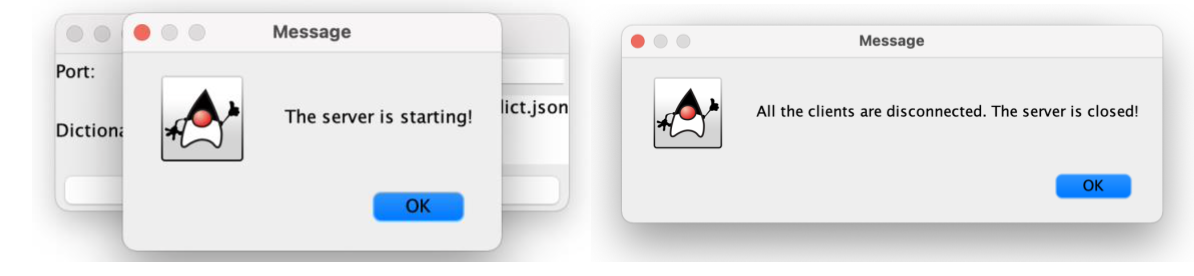 Message
Port:
The server is starting!
lict.json
Dictiona
OK
Message
All the clients are disconnected. The server is closed!
OK